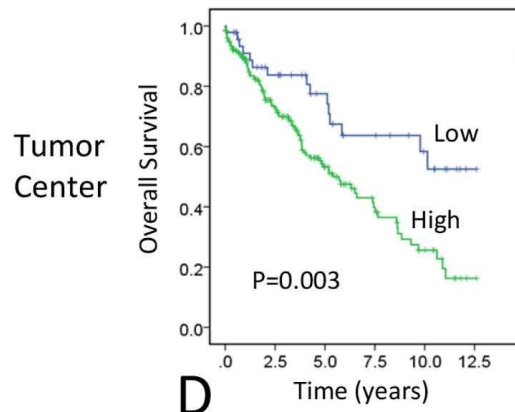 Tumor
Center
Overall Survival
1.0
0.8
0.6
0.4
0.2
0.0
Low
High
P=0.003
.0 2.5 5.0 7.5 10.0 12.5
D
Time (years)